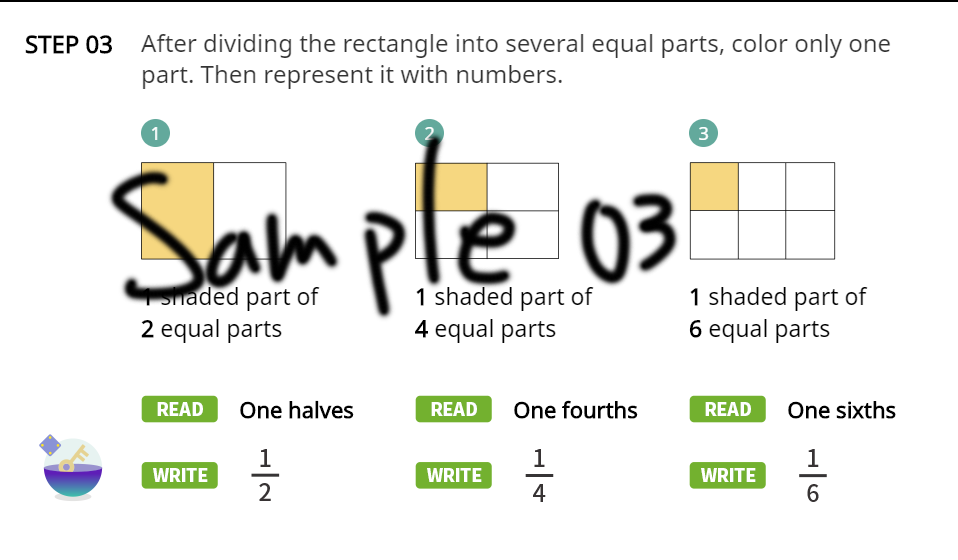 STEP 03
After dividing the rectangle into several equal parts, color only one
part. Then represent it with numbers.
1
2
3
Sample 03
1 shaded part of
2 equal parts
1 shaded part of
4 equal parts
1 shaded part of
6 equal parts
READ One halves
READ One fourths
READ One sixths
WRITE 1/2
WRITE 1/4
WRITE 1/6